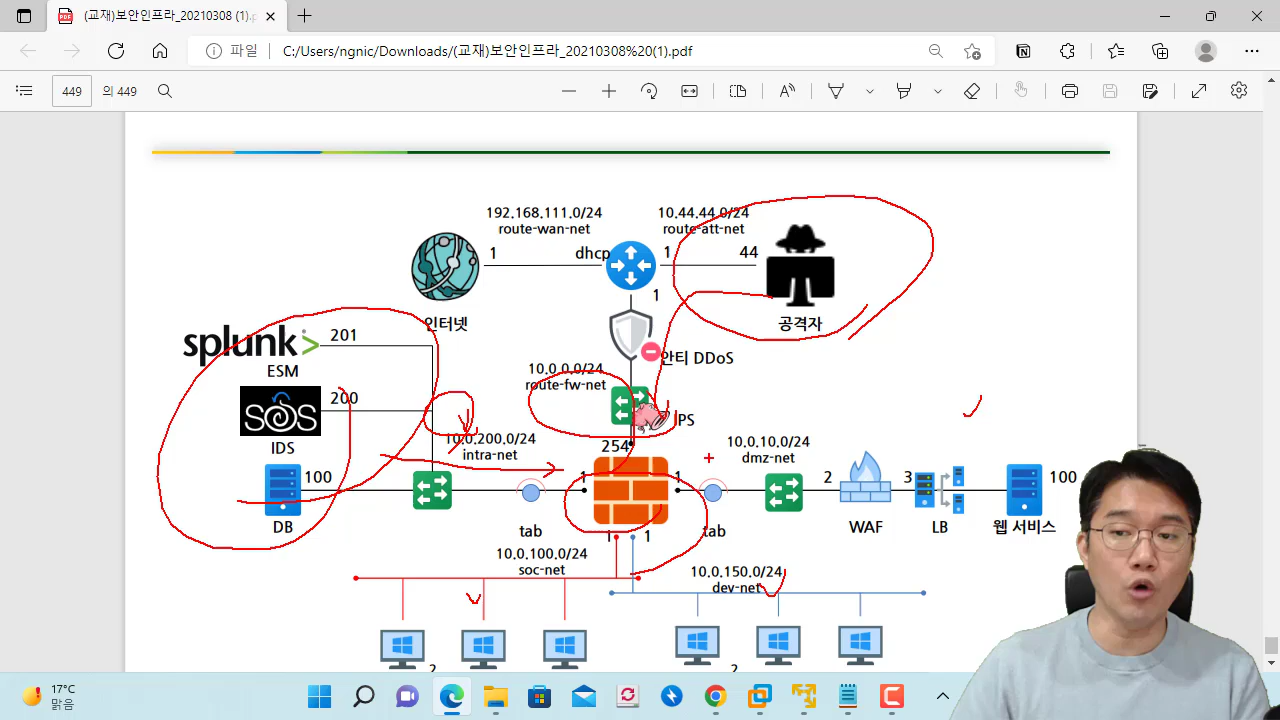 (교재)보안인프라_20210308 (1).p
파일
C:/Users/ngnic/Downloads/(교재)보안인프라_20210308%20(1).pdf
449
의 449
192.168.111.0/24
route-wan-net
10.44.44.0/24
route-att-net
1
dhcp
1
44
1
인터넷
공격자
splunk>
201
ESM
안티 DDoS
10.0.0.0/24
route-fw-net
SOS
200
IDS
IPS
10.0.200.0/24
intra-net
254
10.0.10.0/24
dmz-net
100
1
1
2
3
100
DB
tab
tab
WAF
LB
웹 서비스
1
1
10.0.100.0/24
soc-net
10.0.150.0/24
dev-net
2
2
17°C
맑음